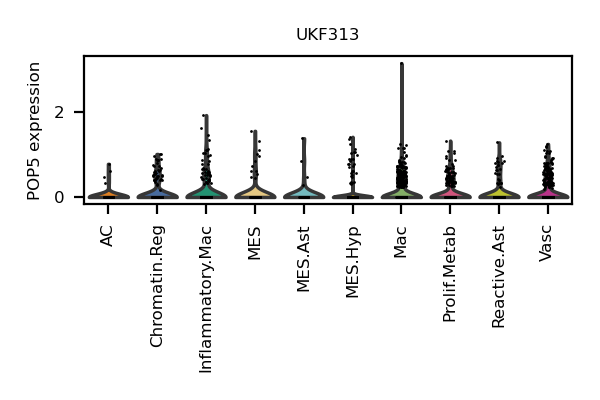 UKF313
POP5 expression
2
0
AC
Chromatin.Reg
Inflammatory.Mac
MES
MES.Ast
MES.Hyp
Mac
Prolif.Metab
Reactive.Ast
Vasc